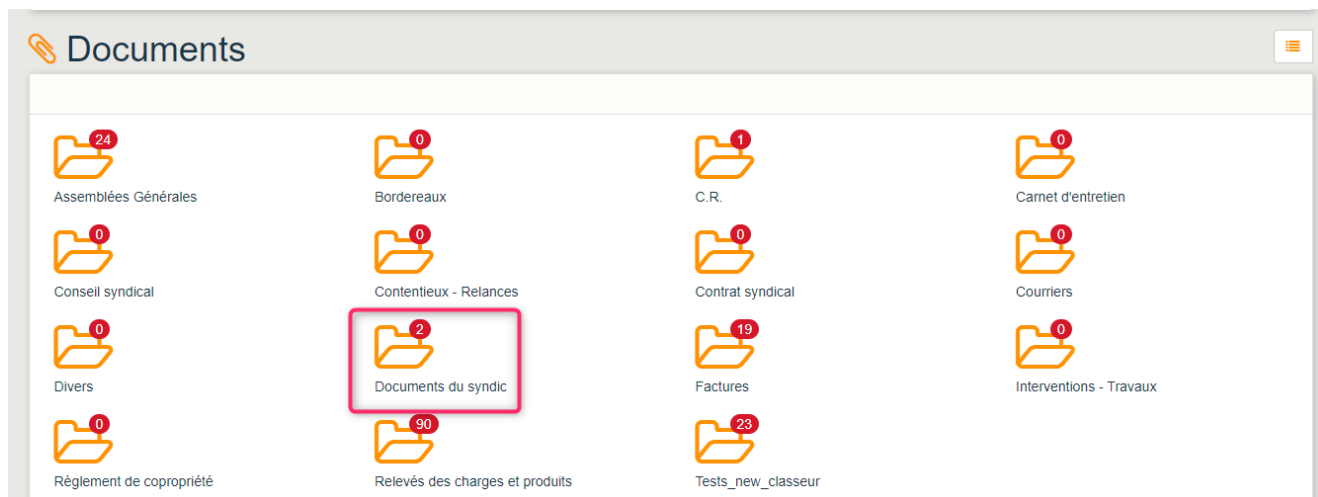 Documents
24 0 1 0
Assemblées Générales Bordereaux C.R. Carnet d'entretien
0 0 0 0
Conseil syndical Contentieux - Relances Contrat syndical Courriers
0 2 19 0
Divers Documents du syndic Factures Interventions - Travaux
0 90 23
Règlement de copropriété Relevés des charges et produits Tests_new_classeur